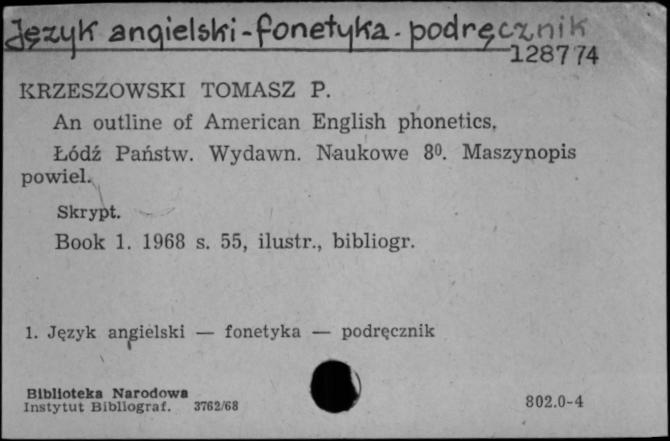 Język angielski - fonetyka - podręcznik
128774
KRZESZOWSKI TOMASZ P.
An outline of American English phonetics.
Łódź Państw. Wydawn. Naukowe 8⁰. Maszynopis
powiel.
Skrypt.
Book 1. 1968 s. 55, ilustr., bibliogr.
1. Język angielski — fonetyka — podręcznik
Biblioteka Narodowa
Instytut Bibliograf. 3762/68
802.0-4